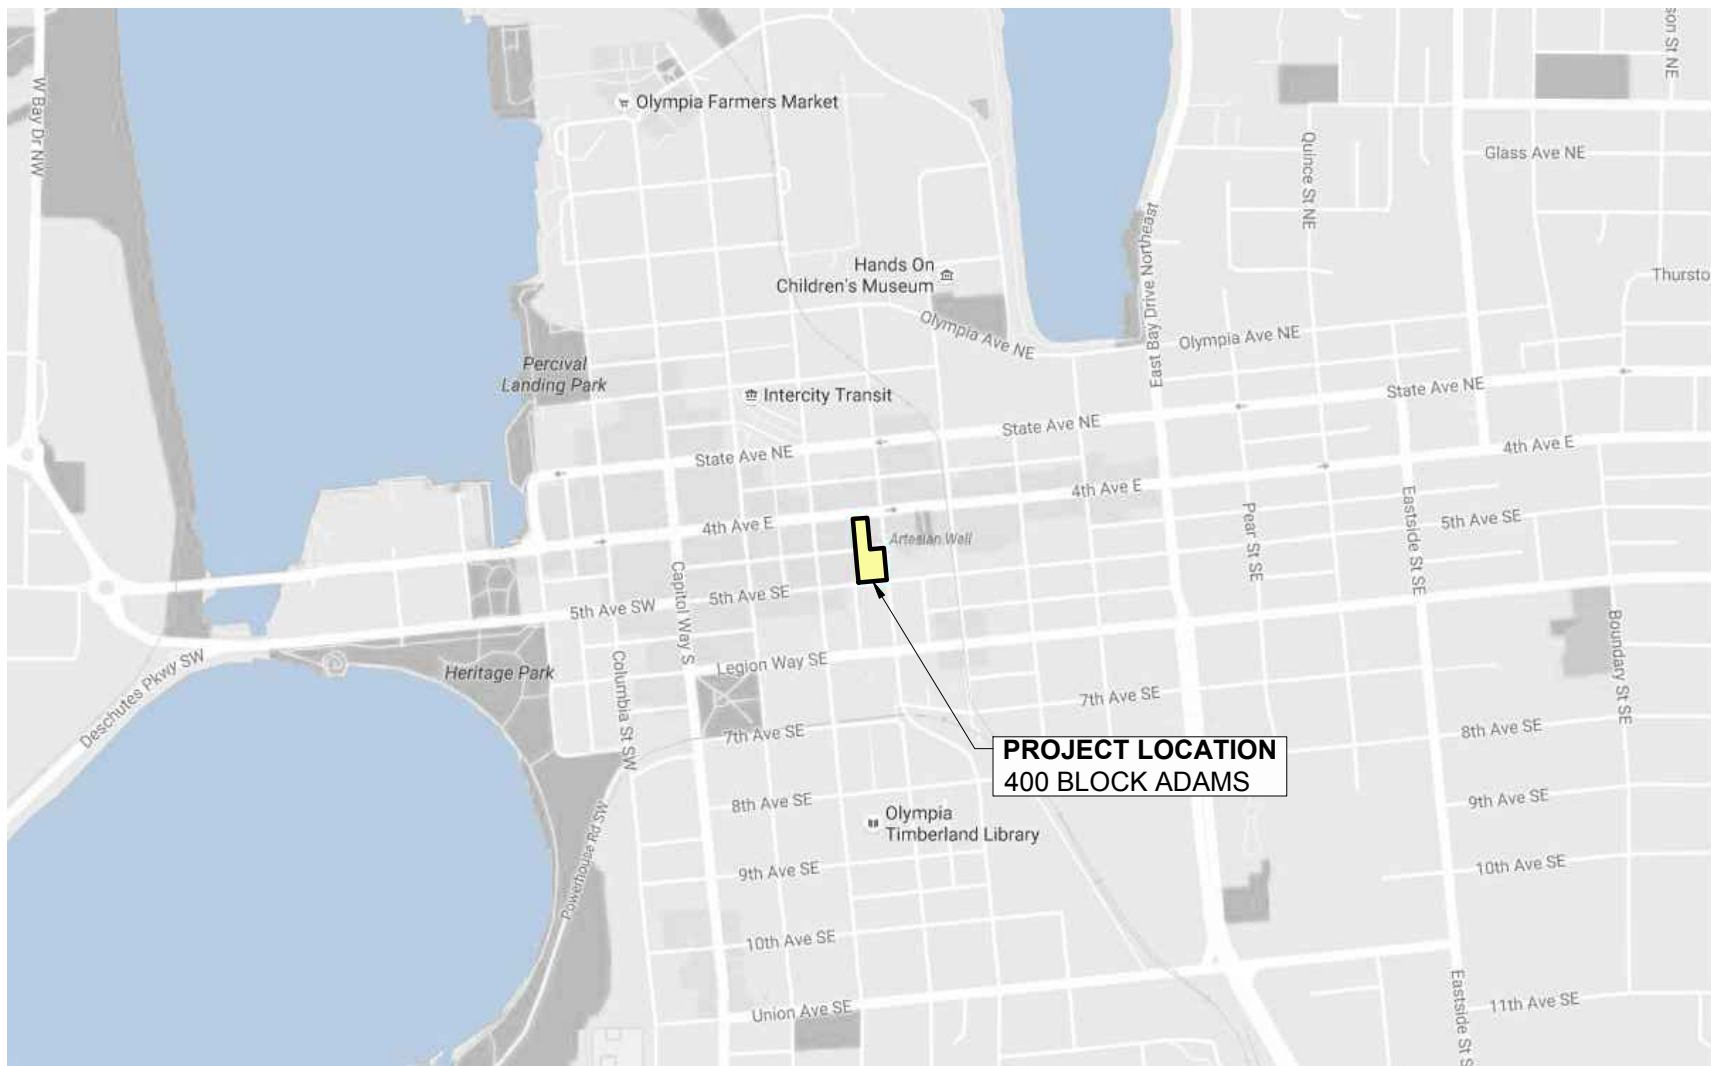 son St NE
W Bay Dr NW
Olympia Farmers Market
Quince St NE
Glass Ave NE
Hands On
Children's Museum
East Bay Drive Northeast
Thursto
Olympia Ave NE
Olympia Ave NE
Percival
Landing Park
Intercity Transit
State Ave NE
State Ave NE
State Ave NE
4th Ave E
4th Ave E
4th Ave E
Artesian Well
Pear St SE
Eastside St SE
5th Ave SE
Capitol Way S
5th Ave SW
5th Ave SE
Deschutes Pkwy SW
Heritage Park
Columbia St SW
Legion Way SE
Boundary St SE
7th Ave SE
7th Ave SE
8th Ave SE
PROJECT LOCATION
400 BLOCK ADAMS
8th Ave SE
9th Ave SE
Olympia
Timberland Library
Powerhouse Rd SW
9th Ave SE
10th Ave SE
10th Ave SE
Union Ave SE
Eastside St S
11th Ave SE